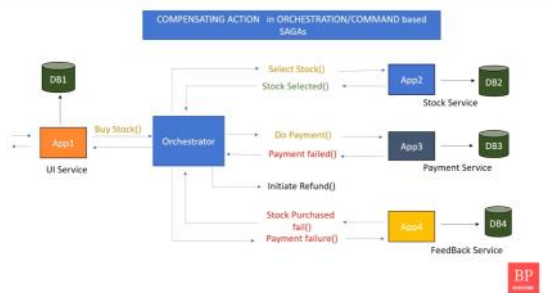 COMPENSATING ACTION in ORCHESTRATION/COMMAND based
SAGAs
DB1
Select Stock()
App2
DB2
Stock Selected()
Stock Service
Buy Stock()
App1
Orchestrator
Do Payment()
App3
DB3
Payment failed()
UI Service
Payment Service
Initiate Refund()
Stock Purchased
fail()
App4
DB4
Payment failure()
FeedBack Service
BP